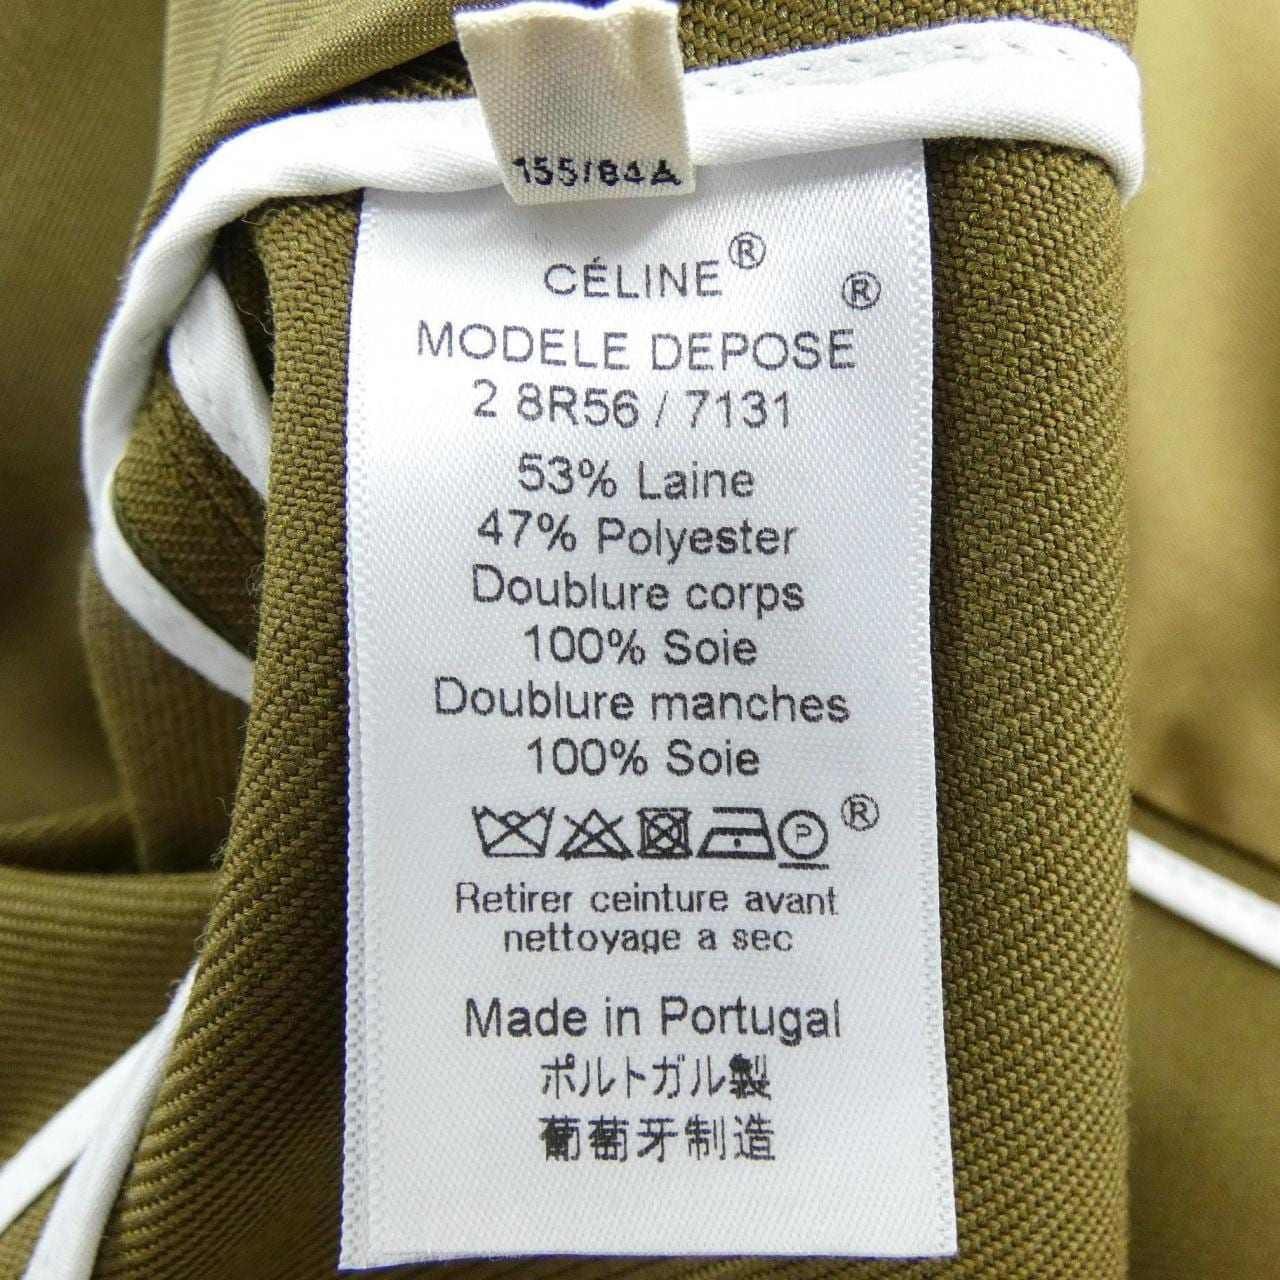 155/84A
CÉLINE®
MODELE DEPOSE®
2 8R56 / 7131
53% Laine
47% Polyester
Doublure corps
100% Soie
Doublure manches
100% Soie
P ®
Retirer ceinture avant
nettoyage a sec
Made in Portugal
ポルトガル製
葡萄牙制造